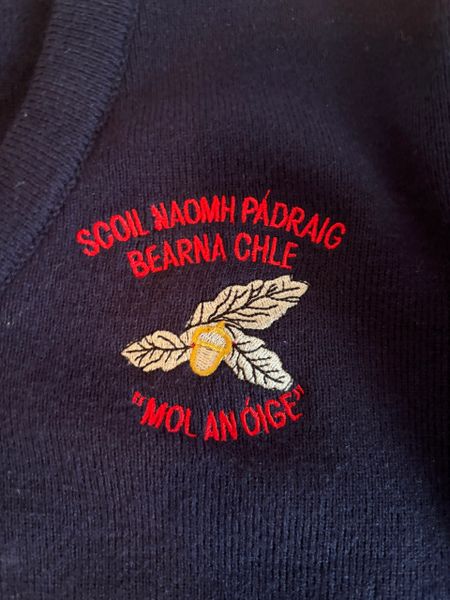 SCOIL NAOMH PÁDRAIG
BEARNA CHLE
"MOL AN ÓIGE"